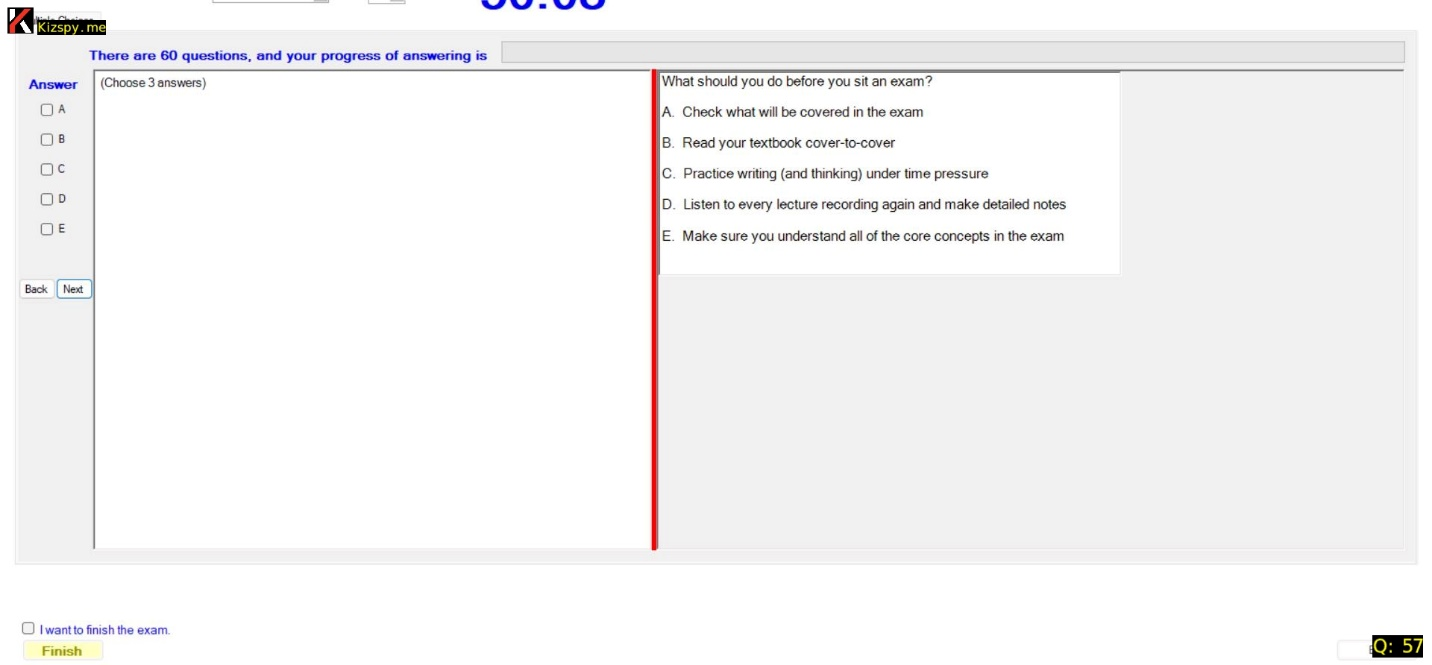 Kizspy.me
There are 60 questions, and your progress of answering is
Answer
(Choose 3 answers)
A
B
C
D
E
Back Next
What should you do before you sit an exam?
A. Check what will be covered in the exam
B. Read your textbook cover-to-cover
C. Practice writing (and thinking) under time pressure
D. Listen to every lecture recording again and make detailed notes
E. Make sure you understand all of the core concepts in the exam
I want to finish the exam.
Finish
Q: 57